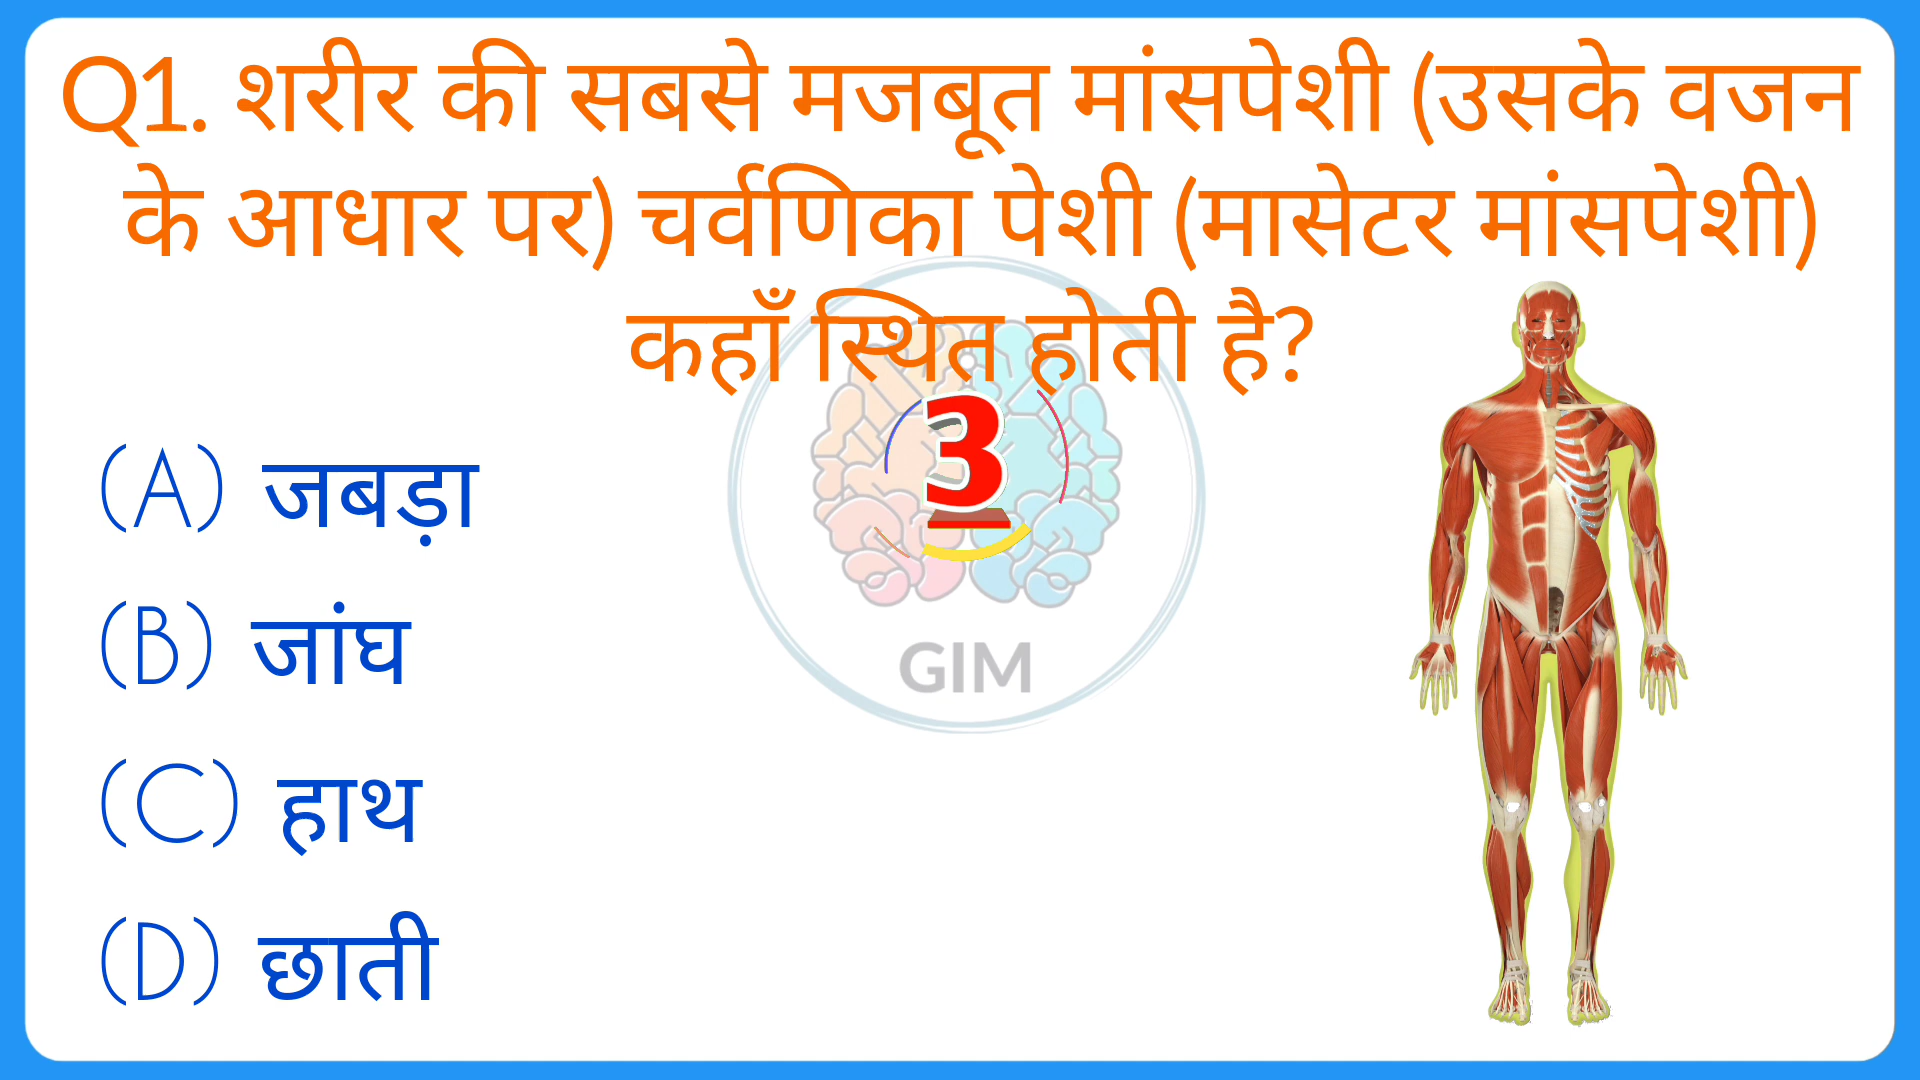 Q1. शरीर की सबसे मजबूत मांसपेशी (उसके वजन
के आधार पर) चर्वणिका पेशी (मासेटर मांसपेशी)
कहाँ स्थित होती है?
3
(A) जबड़ा
(B) जांघ
GIM
(C) हाथ
(D) छाती